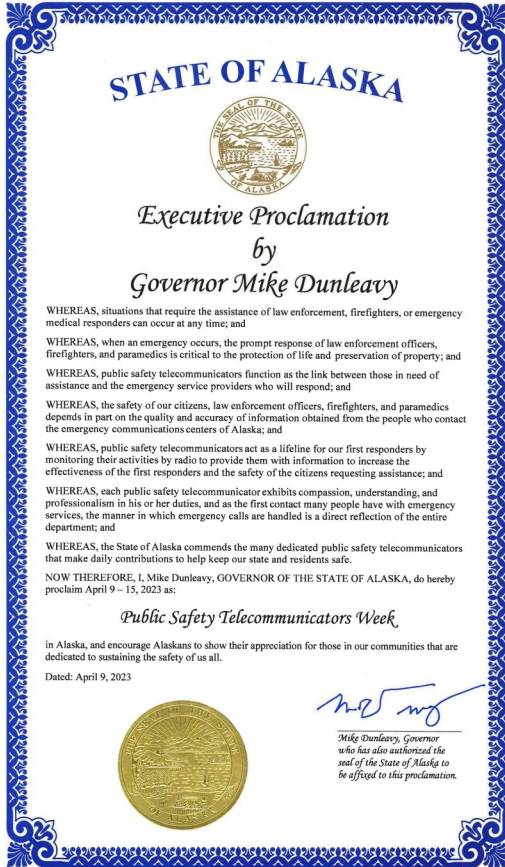 STATE OF ALASKA
THE SEAL OF THE STATE
OF ALASKA
Executive Proclamation
by
Governor Mike Dunleavy
WHEREAS, situations that require the assistance of law enforcement, firefighters, or emergency
medical responders can occur at any time; and
WHEREAS, when an emergency occurs, the prompt response of law enforcement officers,
firefighters, and paramedics is critical to the protection of life and preservation of property; and
WHEREAS, public safety telecommunicators function as the link between those in need of
assistance and the emergency service providers who will respond; and
WHEREAS, the safety of our citizens, law enforcement officers, firefighters, and paramedics
depends in part on the quality and accuracy of information obtained from the people who contact
the emergency communications centers of Alaska; and
WHEREAS, public safety telecommunicators act as a lifeline for our first responders by
monitoring their activities by radio to provide them with information to increase the
effectiveness of the first responders and the safety of the citizens requesting assistance; and
WHEREAS, each public safety telecommunicator exhibits compassion, understanding, and
professionalism in his or her duties, and as the first contact many people have with emergency
services, the manner in which emergency calls are handled is a direct reflection of the entire
department; and
WHEREAS, the State of Alaska commends the many dedicated public safety telecommunicators
that make daily contributions to help keep our state and residents safe.
NOW THEREFORE, I, Mike Dunleavy, GOVERNOR OF THE STATE OF ALASKA, do hereby
proclaim April 9 – 15, 2023 as:
Public Safety Telecommunicators Week
in Alaska, and encourage Alaskans to show their appreciation for those in our communities that are
dedicated to sustaining the safety of us all.
Dated: April 9, 2023
THE SEAL OF THE STATE
OF ALASKA
Mike Dunleavy, Governor
who has also authorized the
seal of the State of Alaska to
be affixed to this proclamation.